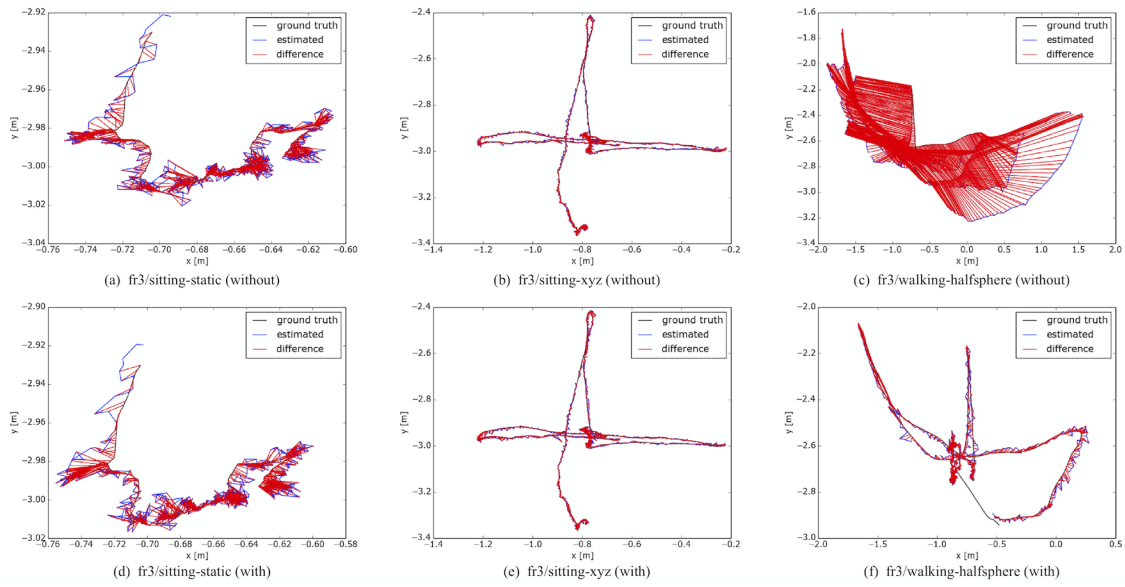 −2.92
−2.94
−2.96
−2.98
−3.00
−3.02
−3.04
y [m]
−0.76 −0.74 −0.72 −0.70 −0.68 −0.66 −0.64 −0.62 −0.60
x [m]
ground truth
estimated
difference
(a) fr3/sitting-static (without)
−2.4
−2.6
−2.8
−3.0
−3.2
−3.4
y [m]
−1.4 −1.2 −1.0 −0.8 −0.6 −0.4 −0.2
x [m]
ground truth
estimated
difference
(b) fr3/sitting-xyz (without)
−1.6
−1.8
−2.0
−2.2
−2.4
−2.6
−2.8
−3.0
−3.2
−3.4
y [m]
−2.0 −1.5 −1.0 −0.5 0.0 0.5 1.0 1.5 2.0
x [m]
ground truth
estimated
difference
(c) fr3/walking-halfsphere (without)
−2.90
−2.92
−2.94
−2.96
−2.98
−3.00
−3.02
y [m]
−0.76 −0.74 −0.72 −0.70 −0.68 −0.66 −0.64 −0.62 −0.60 −0.58
x [m]
ground truth
estimated
difference
(d) fr3/sitting-static (with)
−2.4
−2.6
−2.8
−3.0
−3.2
−3.4
y [m]
−1.4 −1.2 −1.0 −0.8 −0.6 −0.4 −0.2
x [m]
ground truth
estimated
difference
(e) fr3/sitting-xyz (with)
−2.0
−2.2
−2.4
−2.6
−2.8
−3.0
y [m]
−2.0 −1.5 −1.0 −0.5 0.0 0.5
x [m]
ground truth
estimated
difference
(f) fr3/walking-halfsphere (with)